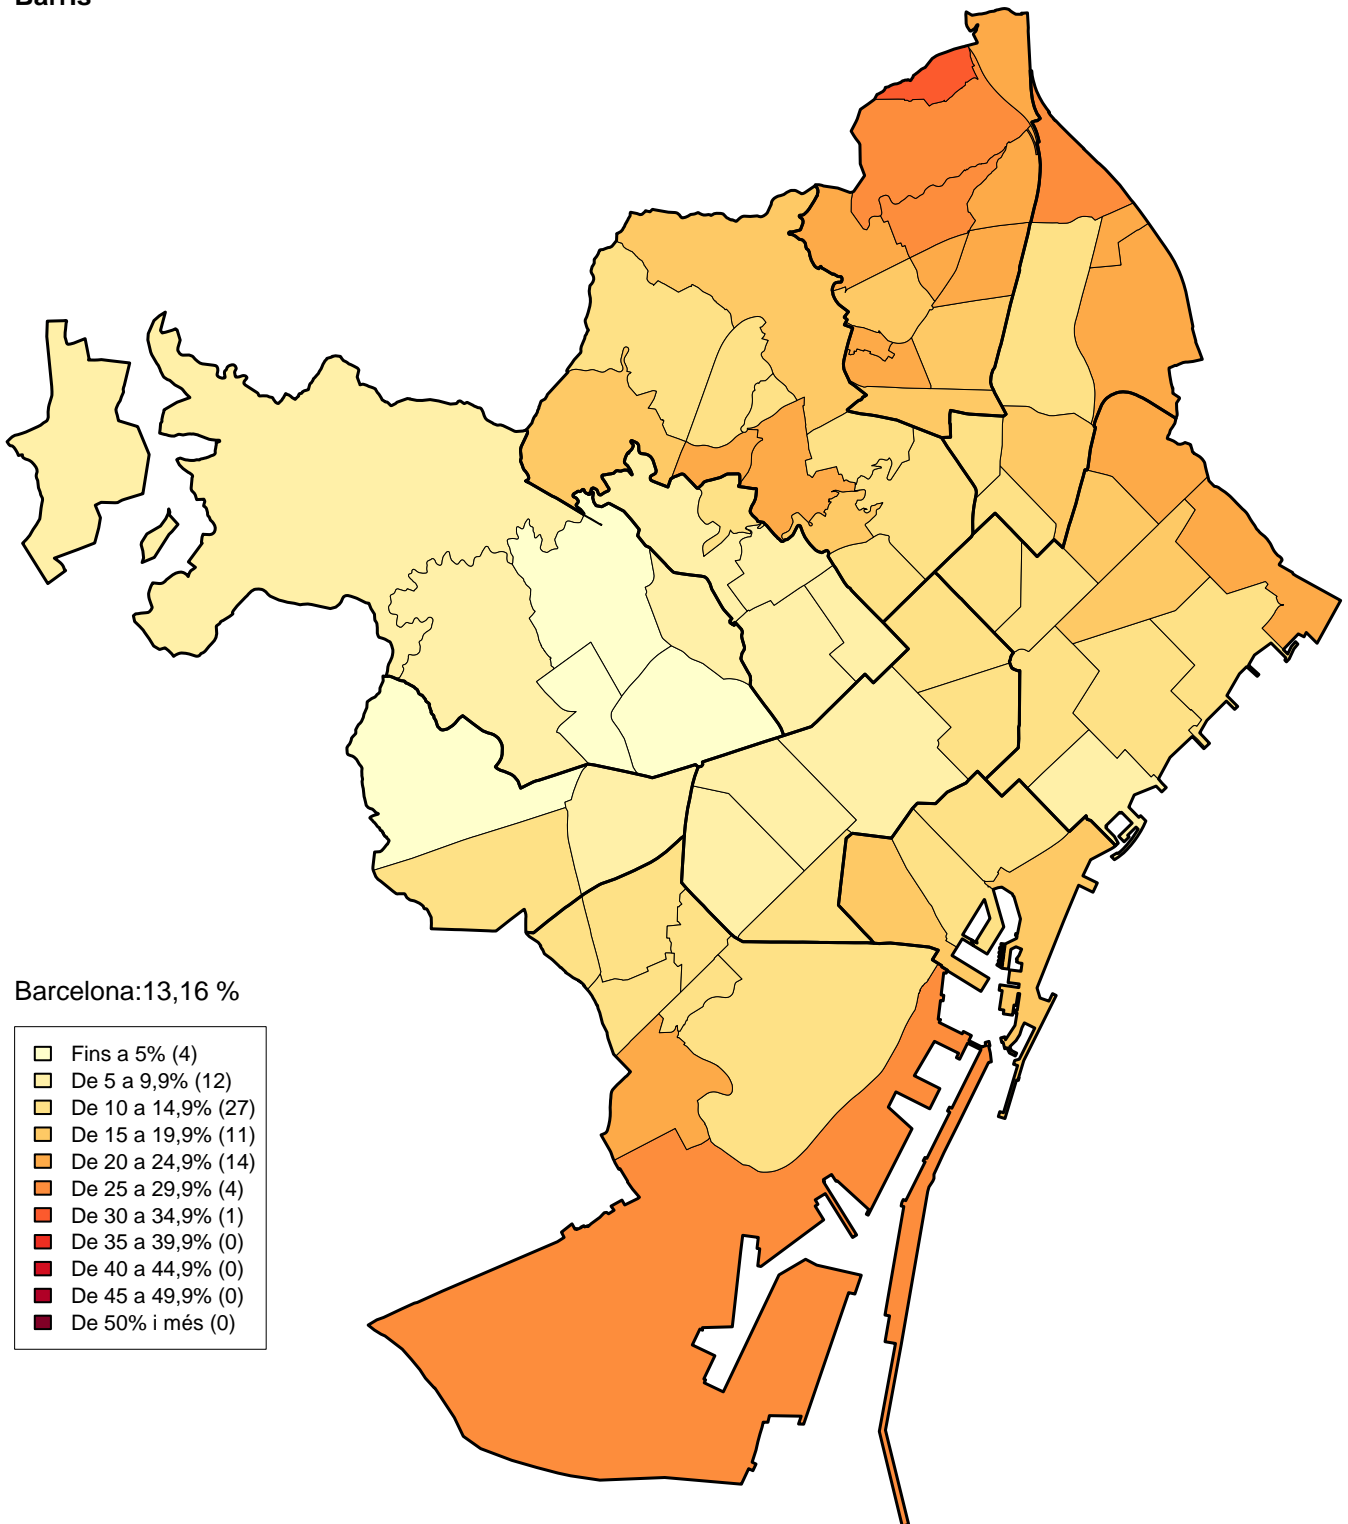 Barris
Barcelona:13,16 %
Fins a 5% (4)
De 5 a 9,9% (12)
De 10 a 14,9% (27)
De 15 a 19,9% (11)
De 20 a 24,9% (14)
De 25 a 29,9% (4)
De 30 a 34,9% (1)
De 35 a 39,9% (0)
De 40 a 44,9% (0)
De 45 a 49,9% (0)
De 50% i més (0)